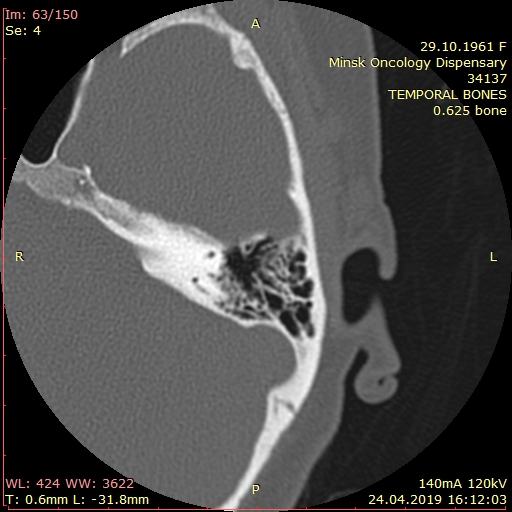 Im: 63/150
Se: 4
A
29.10.1961 F
Minsk Oncology Dispensary
34137
TEMPORAL BONES
0.625 bone
R
L
WL: 424 WW: 3622
T: 0.6mm L: -31.8mm
P
140mA 120kV
24.04.2019 16:12:03